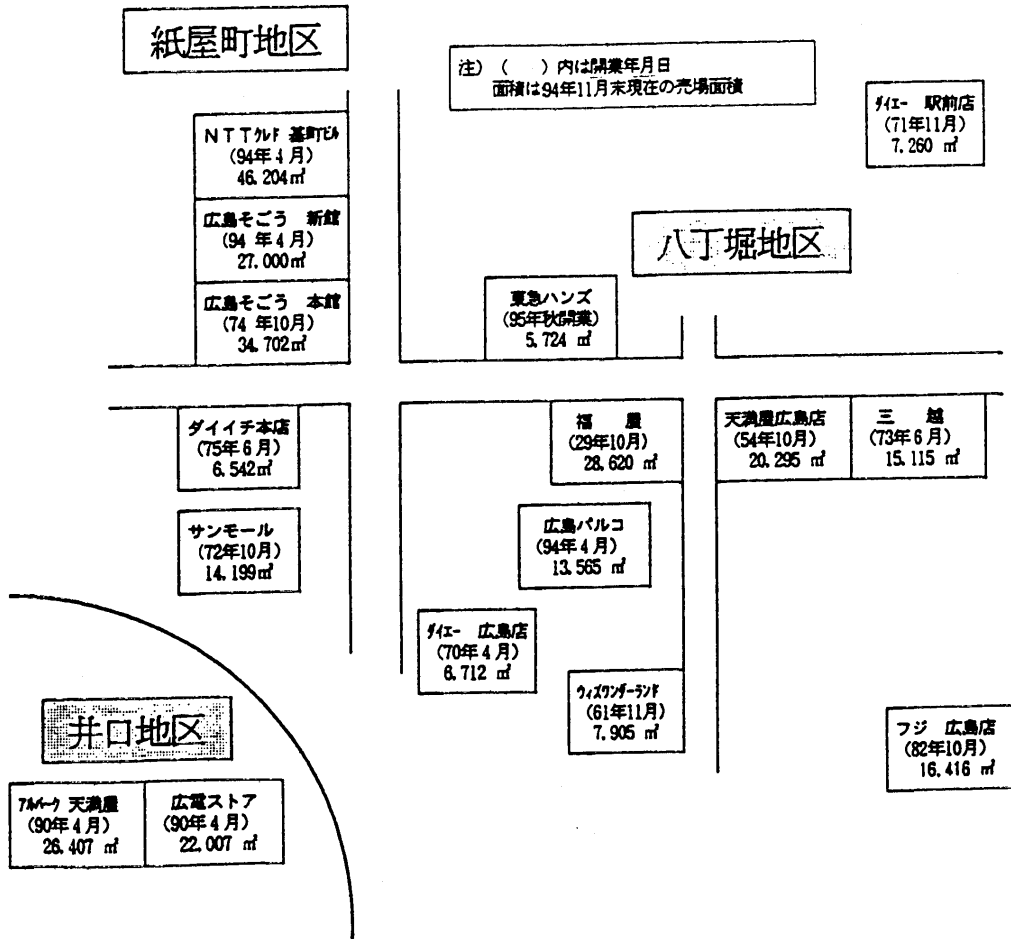 紙屋町地区
注) (　　) 内は開業年月日
面積は94年11月末現在の売場面積
ダイエー 駅前店
(71年11月)
7.260 ㎡
NTTクレド 基町ビル
(94年4月)
46.204㎡
広島そごう 新館
(94 年4月)
27.000㎡
広島そごう 本館
(74 年10月)
34.702㎡
八丁堀地区
東急ハンズ
(95年秋開業)
5.724 ㎡
ダイイチ本店
(75年6月)
6.542㎡
サンモール
(72年10月)
14.199㎡
福 屋
(29年10月)
28.620 ㎡
天満屋広島店
(54年10月)
20.295 ㎡
三 越
(73年6月)
15.115 ㎡
広島パルコ
(94年4月)
13.565 ㎡
ダイエー 広島店
(70年4月)
6.712 ㎡
ウィズワンダーランド
(61年11月)
7.905 ㎡
フジ 広島店
(82年10月)
16.416 ㎡
井口地区
アルパーク 天満屋
(90年4月)
26.407 ㎡
広電ストア
(90年4月)
22.007 ㎡